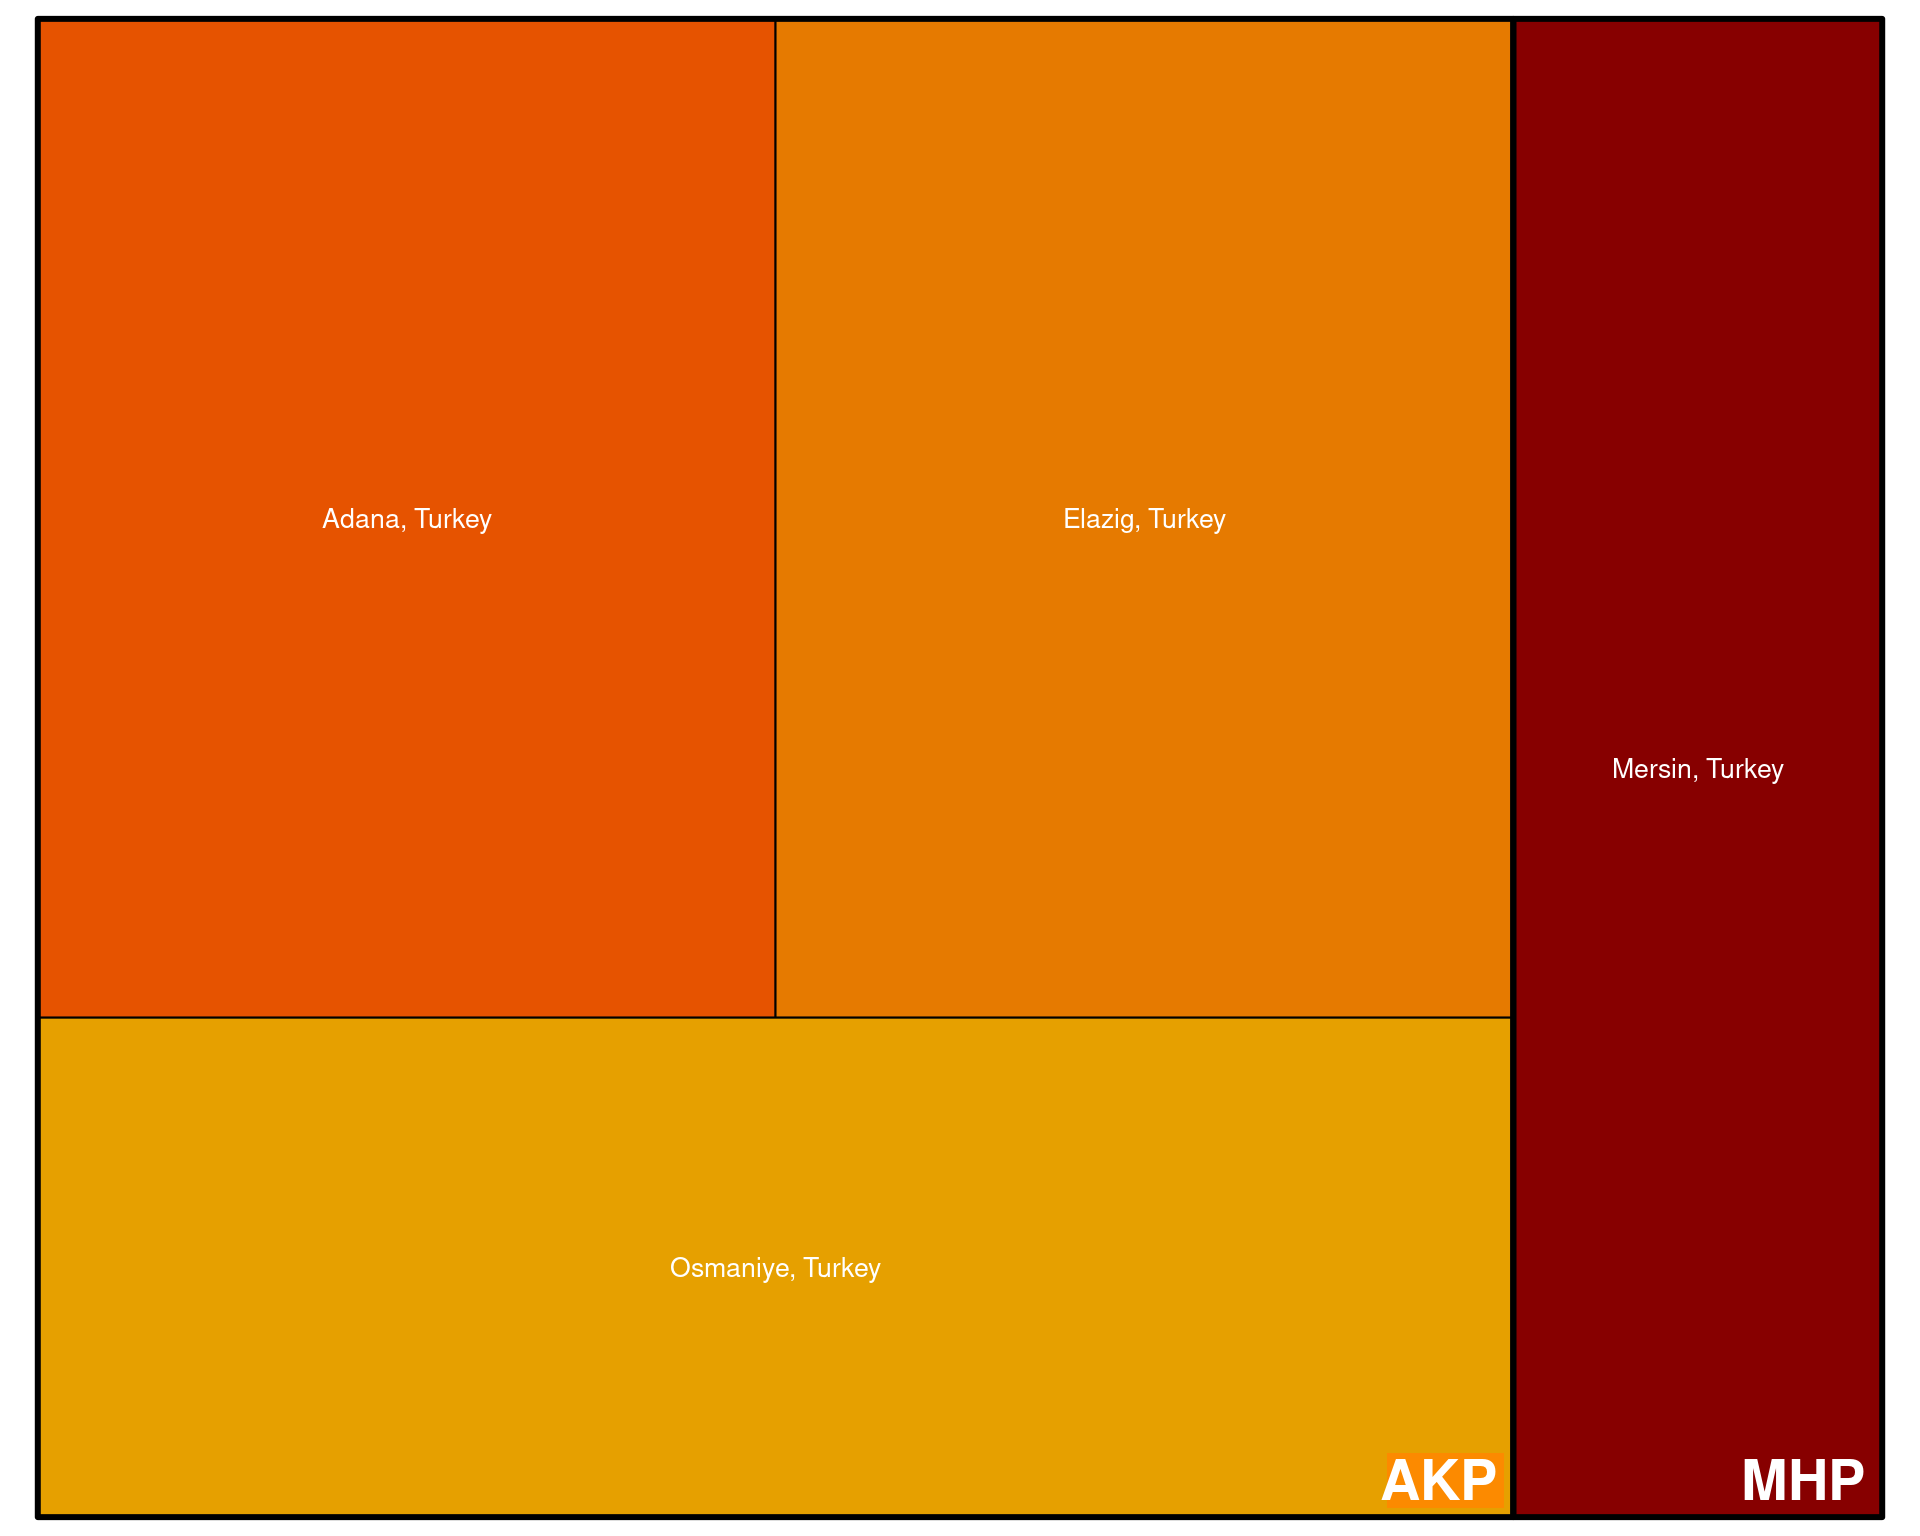 Adana, Turkey
Elazig, Turkey
Mersin, Turkey
Osmaniye, Turkey
AKP
MHP